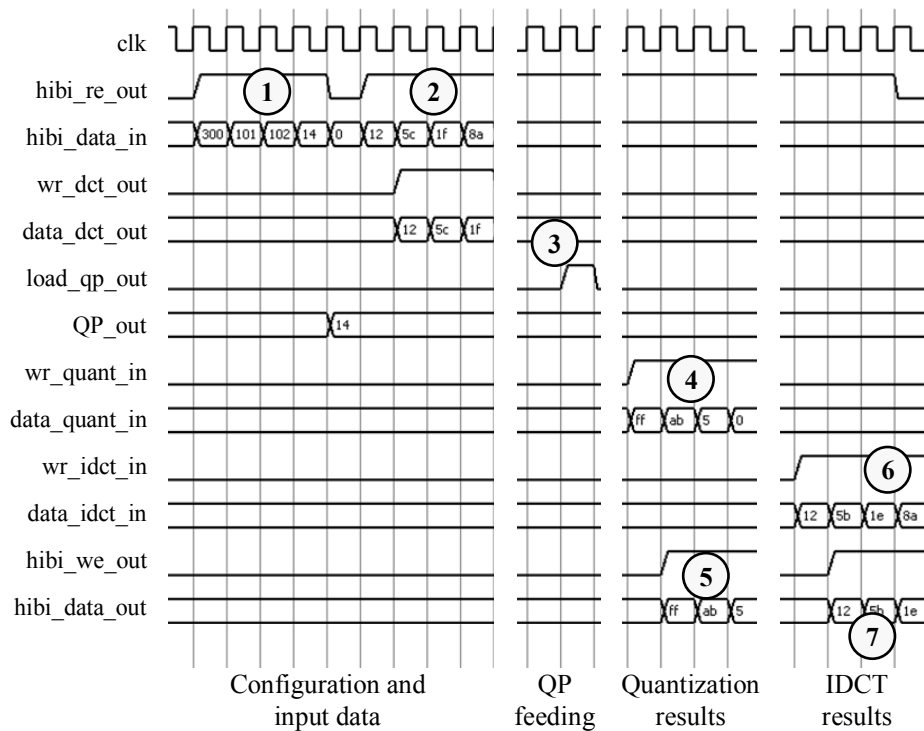 clk
hibi_re_out 1 2
hibi_data_in 300 101 102 14 0 12 5c 1f 8a
wr_dct_out
data_dct_out 12 5c 1f 3
load_qp_out
QP_out 14
wr_quant_in 4
data_quant_in ff ab 5 0
wr_idct_in 6
data_idct_in 12 5b 1e 8a
hibi_we_out 5
hibi_data_out ff ab 5 12 5b 1e
7
Configuration and QP Quantization IDCT
input data feeding results results